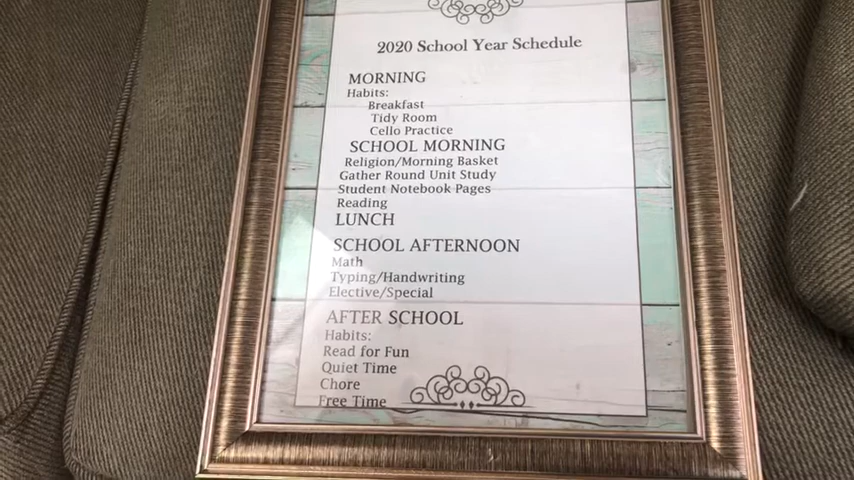 2020 School Year Schedule
MORNING
Habits:
Breakfast
Tidy Room
Cello Practice
SCHOOL MORNING
Religion/Morning Basket
Gather Round Unit Study
Student Notebook Pages
Reading
LUNCH
SCHOOL AFTERNOON
Math
Typing/Handwriting
Elective/Special
AFTER SCHOOL
Habits:
Read for Fun
Quiet Time
Chore
Free Time